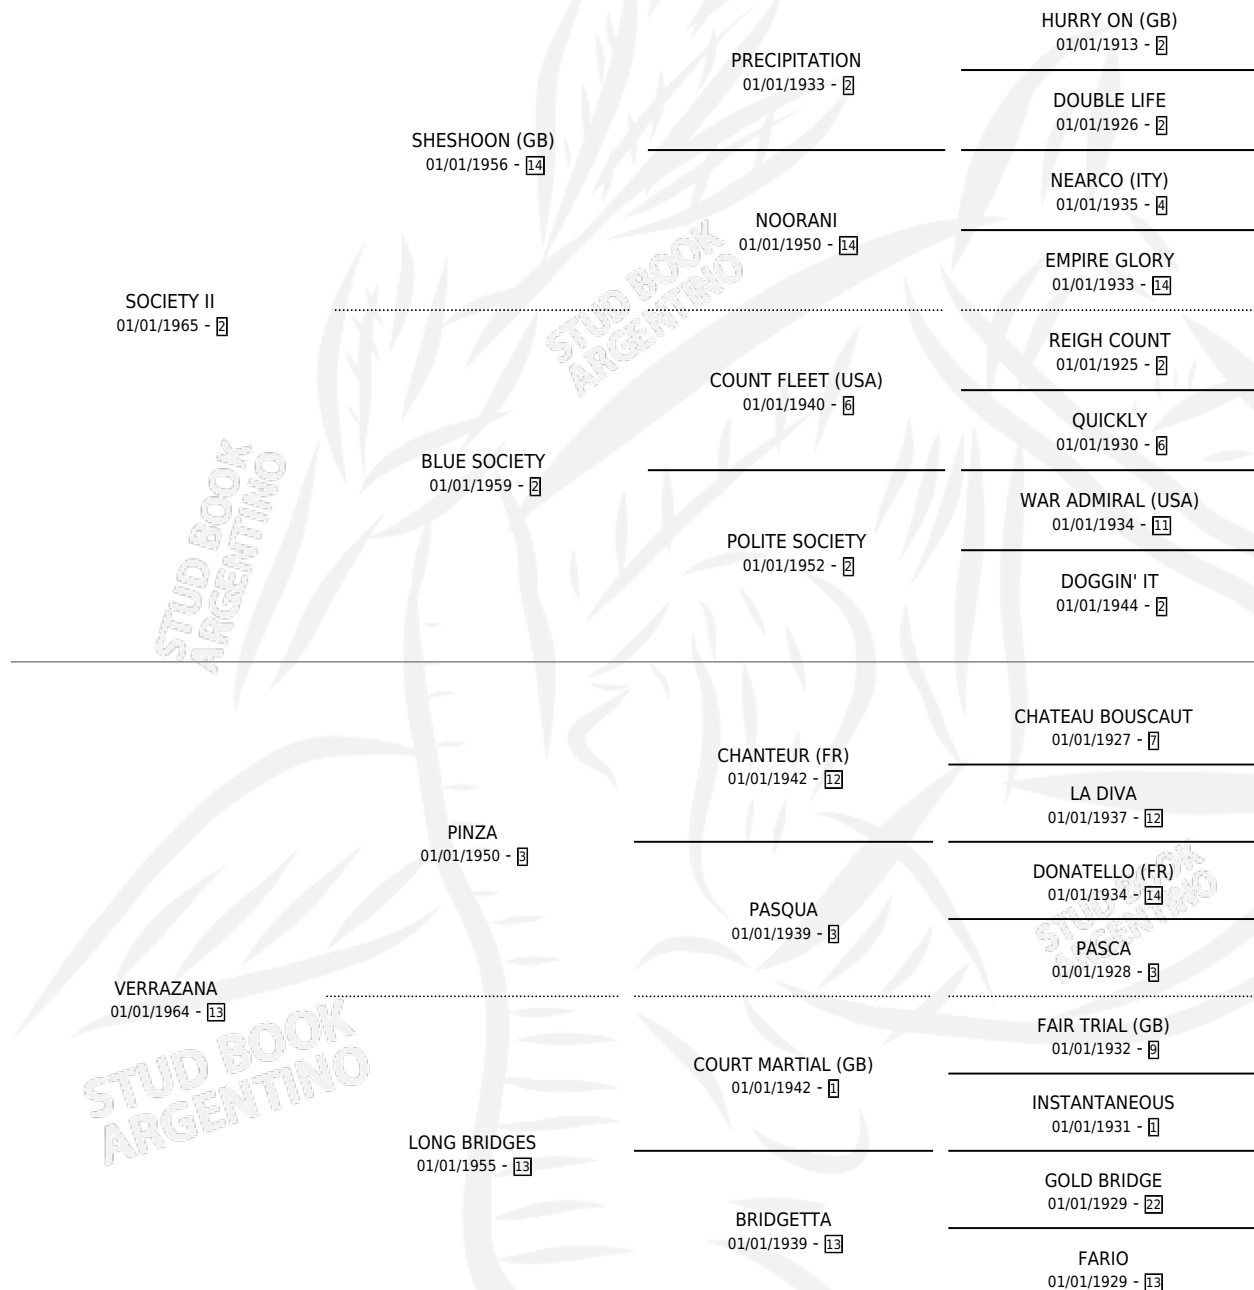 HURRY ON (GB)
01/01/1913 - 2
PRECIPITATION
01/01/1933 - 2
DOUBLE LIFE
01/01/1926 - 2
SHESHOON (GB)
01/01/1956 - 14
NEARCO (ITY)
01/01/1935 - 4
NOORANI
01/01/1950 - 14
EMPIRE GLORY
01/01/1933 - 14
SOCIETY II
01/01/1965 - 2
REIGH COUNT
01/01/1925 - 2
COUNT FLEET (USA)
01/01/1940 - 6
QUICKLY
01/01/1930 - 6
BLUE SOCIETY
01/01/1959 - 2
WAR ADMIRAL (USA)
01/01/1934 - 11
POLITE SOCIETY
01/01/1952 - 2
DOGGIN' IT
01/01/1944 - 2
CHATEAU BOUSCAUT
01/01/1927 - 7
CHANTEUR (FR)
01/01/1942 - 12
LA DIVA
01/01/1937 - 12
PINZA
01/01/1950 - 3
DONATELLO (FR)
01/01/1934 - 14
PASQUA
01/01/1939 - 3
PASCA
01/01/1928 - 3
VERRAZANA
01/01/1964 - 13
FAIR TRIAL (GB)
01/01/1932 - 9
COURT MARTIAL (GB)
01/01/1942 - 1
INSTANTANEOUS
01/01/1931 - 1
LONG BRIDGES
01/01/1955 - 13
GOLD BRIDGE
01/01/1929 - 22
BRIDGETTA
01/01/1939 - 13
FARIO
01/01/1929 - 13
STUD BOOK
ARGENTINO
STUD BOOK
ARGENTINO
STUD BOOK
ARGENTINO
STUD BOOK
ARGENTINO